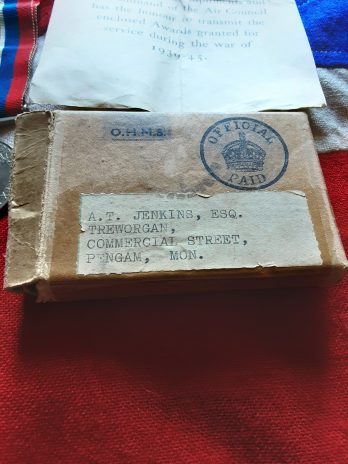 Command of the Air Council
has the honour to transmit the
enclosed Awards granted for
service during the war of
1939-45.
O.H.M.S.
OFFICIAL
PAID
A.T. JENKINS, ESQ.
TREWORGAN,
COMMERCIAL STREET,
PENGAM, MON.